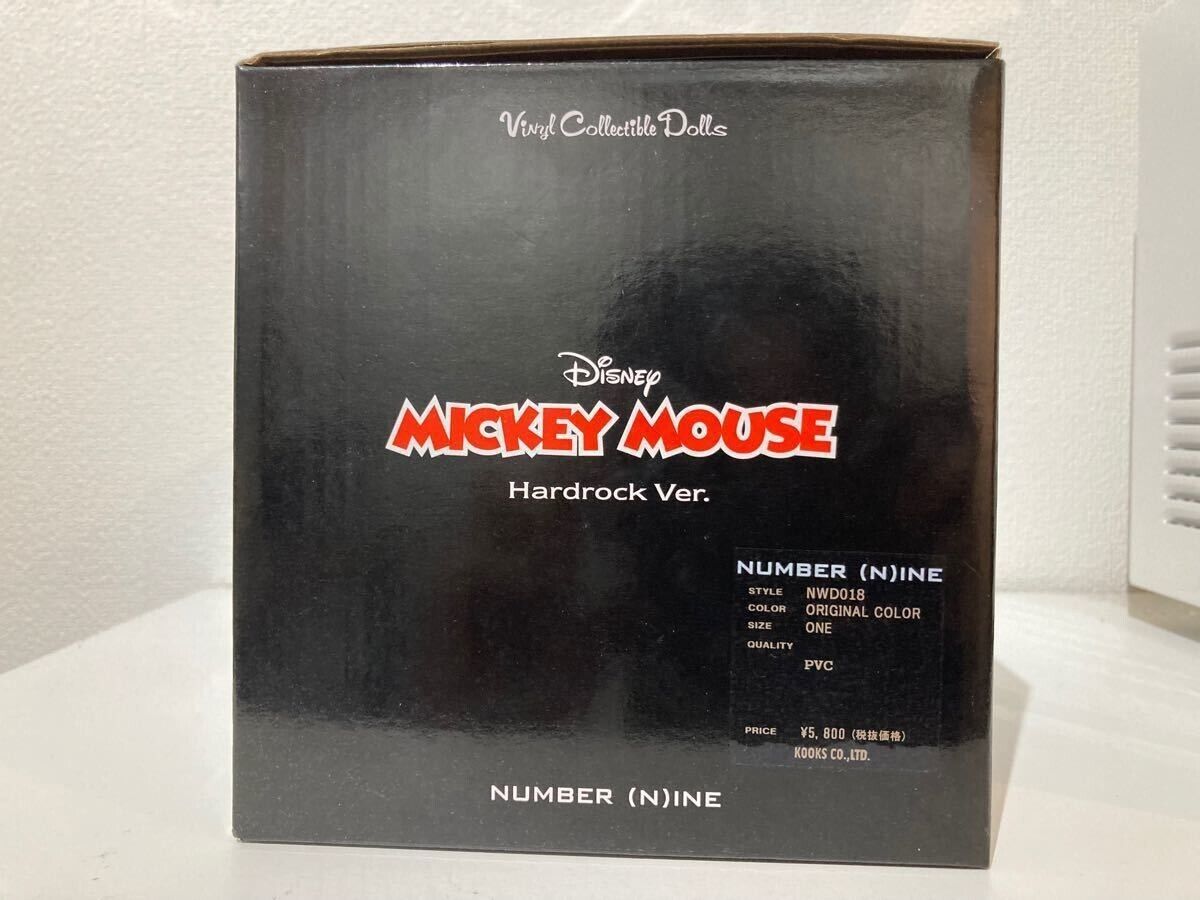 Vinyl Collectible Dolls
Disney
MICKEY MOUSE
Hardrock Ver.
NUMBER (N)INE
STYLE NWD018
COLOR ORIGINAL COLOR
SIZE ONE
QUALITY
PVC
PRICE ¥5,800 (税抜価格)
KOOKS CO.,LTD.
NUMBER (N)INE